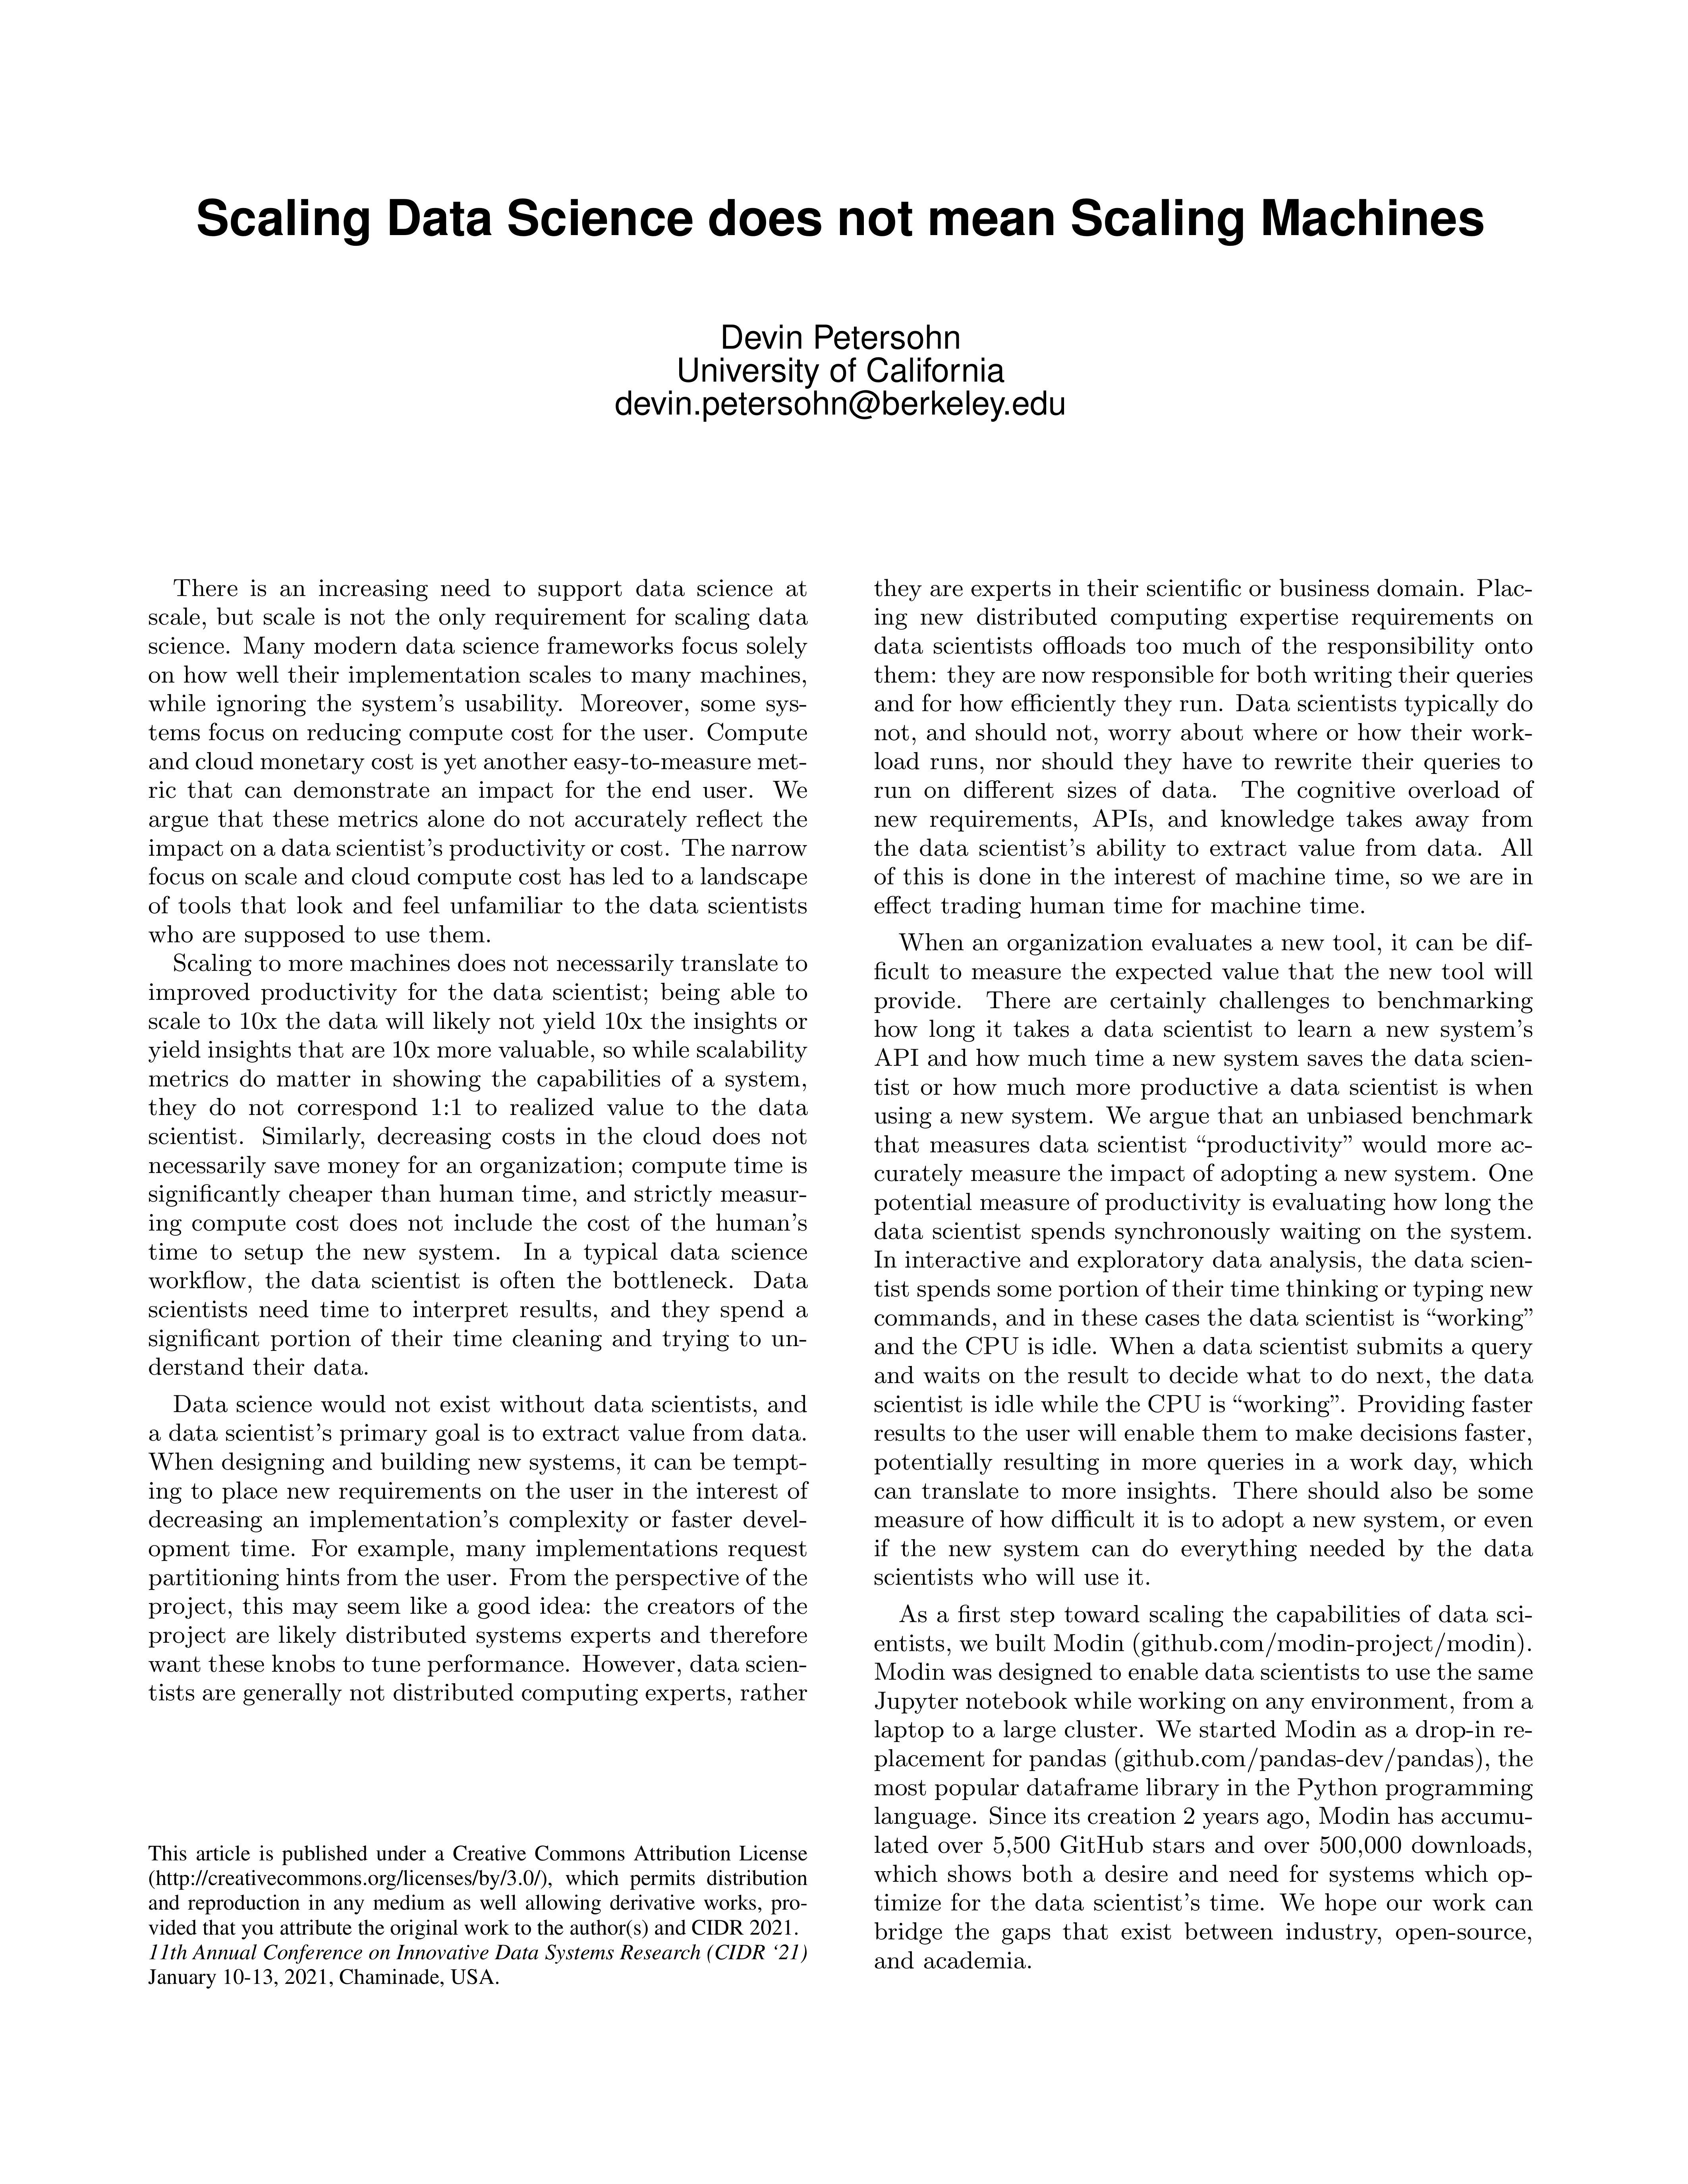 Scaling Data Science does not mean Scaling Machines
Devin Petersohn
University of California
devin.petersohn@berkeley.edu
There is an increasing need to support data science at
scale, but scale is not the only requirement for scaling data
science. Many modern data science frameworks focus solely
on how well their implementation scales to many machines,
while ignoring the system's usability. Moreover, some sys-
tems focus on reducing compute cost for the user. Compute
and cloud monetary cost is yet another easy-to-measure met-
ric that can demonstrate an impact for the end user. We
argue that these metrics alone do not accurately reflect the
impact on a data scientist's productivity or cost. The narrow
focus on scale and cloud compute cost has led to a landscape
of tools that look and feel unfamiliar to the data scientists
who are supposed to use them.
Scaling to more machines does not necessarily translate to
improved productivity for the data scientist; being able to
scale to 10x the data will likely not yield 10x the insights or
yield insights that are 10x more valuable, so while scalability
metrics do matter in showing the capabilities of a system,
they do not correspond 1:1 to realized value to the data
scientist. Similarly, decreasing costs in the cloud does not
necessarily save money for an organization; compute time is
significantly cheaper than human time, and strictly measur-
ing compute cost does not include the cost of the human's
time to setup the new system. In a typical data science
workflow, the data scientist is often the bottleneck. Data
scientists need time to interpret results, and they spend a
significant portion of their time cleaning and trying to un-
derstand their data.
Data science would not exist without data scientists, and
a data scientist's primary goal is to extract value from data.
When designing and building new systems, it can be tempt-
ing to place new requirements on the user in the interest of
decreasing an implementation's complexity or faster devel-
opment time. For example, many implementations request
partitioning hints from the user. From the perspective of the
project, this may seem like a good idea: the creators of the
project are likely distributed systems experts and therefore
want these knobs to tune performance. However, data scien-
tists are generally not distributed computing experts, rather
This article is published under a Creative Commons Attribution License
(http://creativecommons.org/licenses/by/3.0/), which permits distribution
and reproduction in any medium as well allowing derivative works, pro-
vided that you attribute the original work to the author(s) and CIDR 2021.
11th Annual Conference on Innovative Data Systems Research (CIDR ‘21)
January 10-13, 2021, Chaminade, USA.
they are experts in their scientific or business domain. Plac-
ing new distributed computing expertise requirements on
data scientists offloads too much of the responsibility onto
them: they are now responsible for both writing their queries
and for how efficiently they run. Data scientists typically do
not, and should not, worry about where or how their work-
load runs, nor should they have to rewrite their queries to
run on different sizes of data. The cognitive overload of
new requirements, APIs, and knowledge takes away from
the data scientist's ability to extract value from data. All
of this is done in the interest of machine time, so we are in
effect trading human time for machine time.
When an organization evaluates a new tool, it can be dif-
ficult to measure the expected value that the new tool will
provide. There are certainly challenges to benchmarking
how long it takes a data scientist to learn a new system's
API and how much time a new system saves the data scien-
tist or how much more productive a data scientist is when
using a new system. We argue that an unbiased benchmark
that measures data scientist “productivity” would more ac-
curately measure the impact of adopting a new system. One
potential measure of productivity is evaluating how long the
data scientist spends synchronously waiting on the system.
In interactive and exploratory data analysis, the data scien-
tist spends some portion of their time thinking or typing new
commands, and in these cases the data scientist is “working”
and the CPU is idle. When a data scientist submits a query
and waits on the result to decide what to do next, the data
scientist is idle while the CPU is “working”. Providing faster
results to the user will enable them to make decisions faster,
potentially resulting in more queries in a work day, which
can translate to more insights. There should also be some
measure of how difficult it is to adopt a new system, or even
if the new system can do everything needed by the data
scientists who will use it.
As a first step toward scaling the capabilities of data sci-
entists, we built Modin (github.com/modin-project/modin).
Modin was designed to enable data scientists to use the same
Jupyter notebook while working on any environment, from a
laptop to a large cluster. We started Modin as a drop-in re-
placement for pandas (github.com/pandas-dev/pandas), the
most popular dataframe library in the Python programming
language. Since its creation 2 years ago, Modin has accumu-
lated over 5,500 GitHub stars and over 500,000 downloads,
which shows both a desire and need for systems which op-
timize for the data scientist's time. We hope our work can
bridge the gaps that exist between industry, open-source,
and academia.